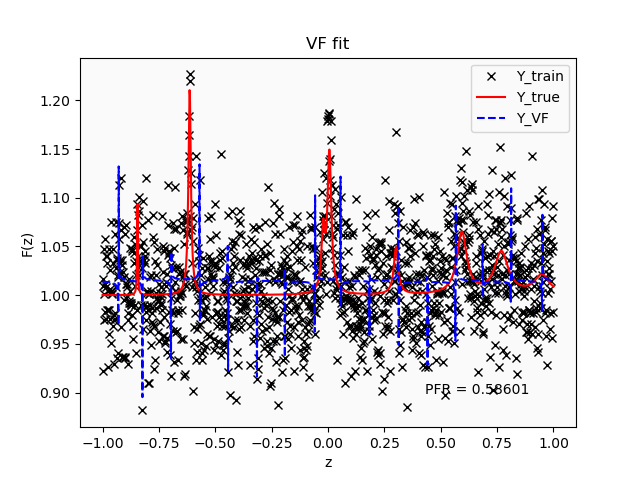 VF fit
Y_train
Y_true
Y_VF
1.20
1.15
1.10
1.05
1.00
0.95
0.90
F(z)
PFR = 0.58601
−1.00 −0.75 −0.50 −0.25 0.00 0.25 0.50 0.75 1.00
z